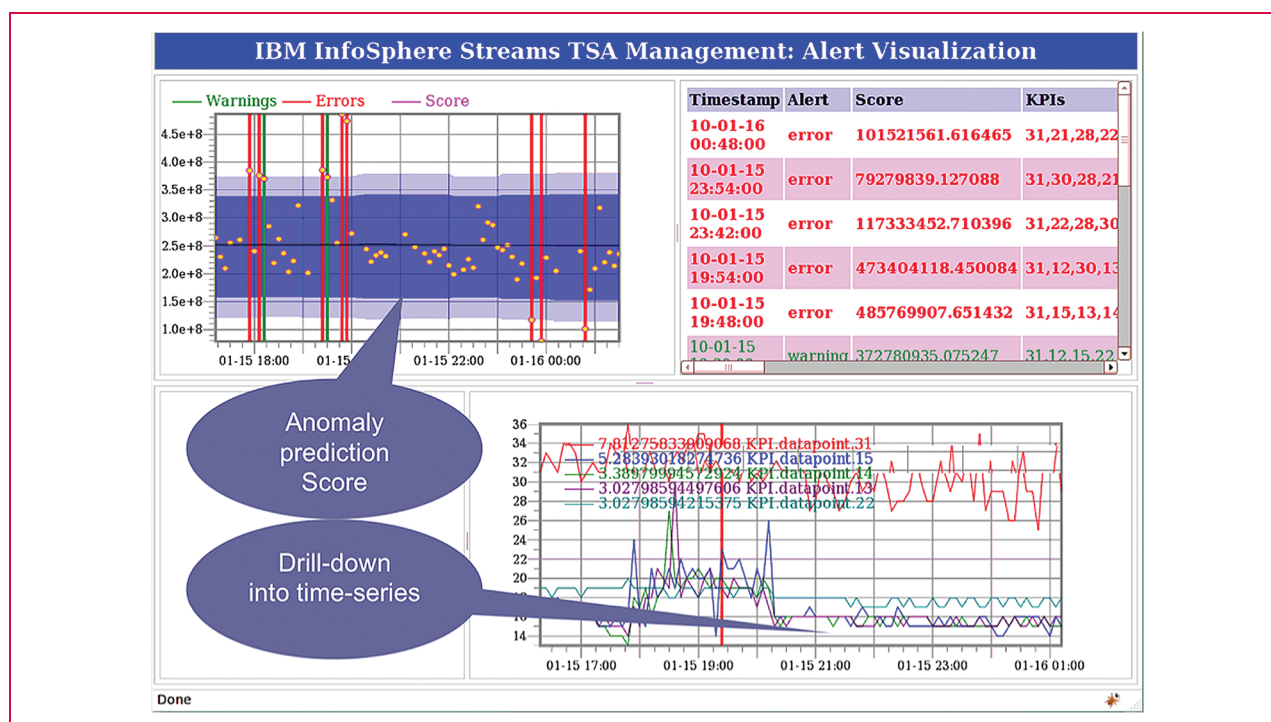 IBM InfoSphere Streams TSA Management: Alert Visualization
Warnings Errors Score
4.5e+8
4.0e+8
3.5e+8
3.0e+8
2.5e+8
2.0e+8
1.5e+8
1.0e+8
01-15 18:00 01-15 01-15 22:00 01-16 00:00
Timestamp Alert Score KPIs
10-01-16
00:48:00 error 101521561.616465 31,21,28,22
10-01-15
23:54:00 error 79279839.127088 31,30,28,21
10-01-15
23:42:00 error 117333452.710396 31,22,28,30
10-01-15
19:54:00 error 473404118.450084 31,12,30,13
10-01-15
19:48:00 error 485769907.651432 31,15,13,14
10-01-15
warning 372780935.075247 31,12,15,22
Anomaly
prediction
Score
Drill-down
into time-series
36
34
32
30
28
26
24
22
20
18
16
14
7.81275833909068 KPI.datapoint.31
5.28393018274736 KPI.datapoint.15
3.38979994572924 KPI.datapoint.14
3.02798594497606 KPI.datapoint.13
3.02798594215375 KPI.datapoint.22
01-15 17:00 01-15 19:00 01-15 21:00 01-15 23:00 01-16 01:00
Done